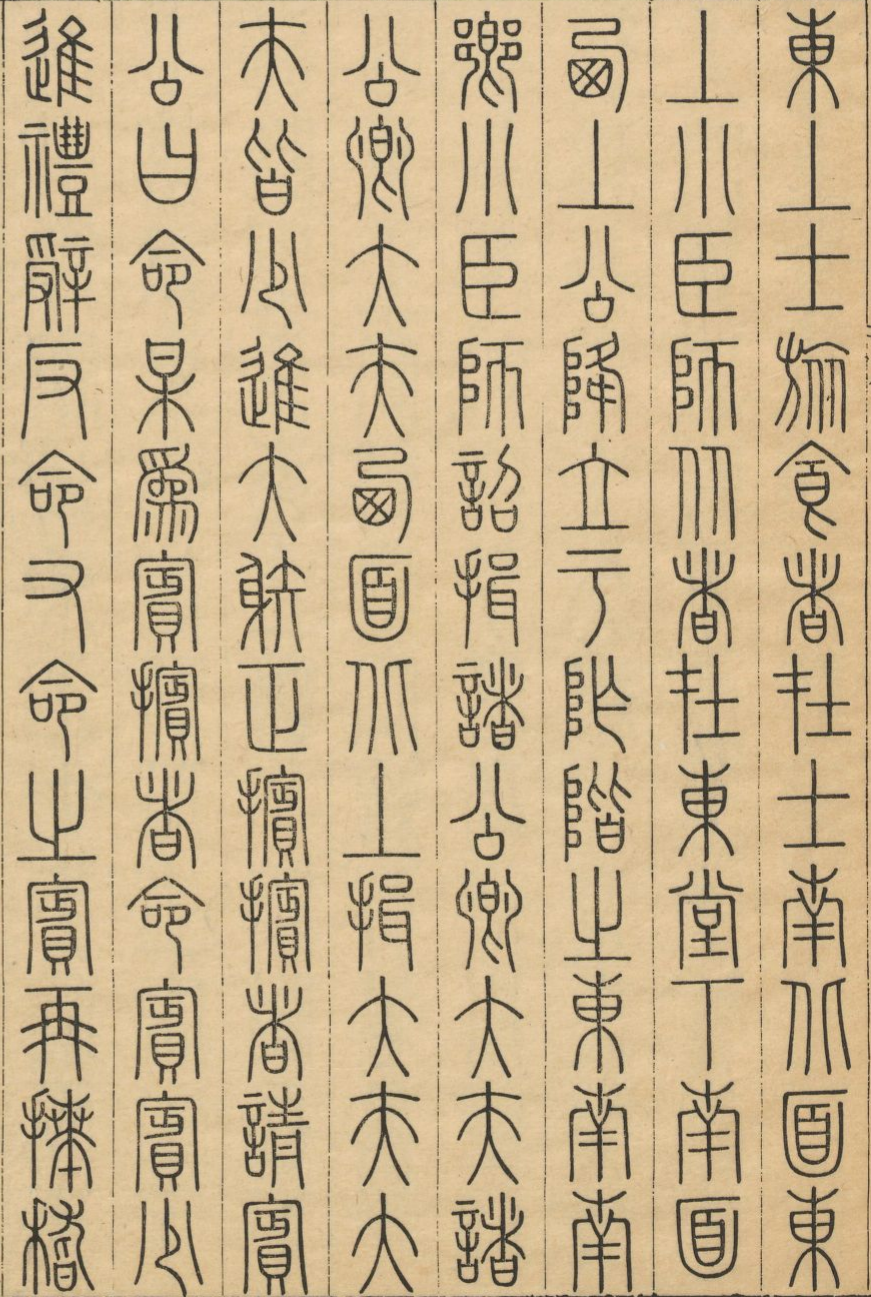 東上士旅食者在士南北面東
上小臣師从者在東堂下南面
西上公降立于阼階之東南南
鄉小臣師詔揖諸公卿大夫諸
公卿大夫西面北上揖大夫大
夫皆少進大射正擯擯者請賓
公曰命某為賓擯者命賓賓少
進禮辭反命又命之賓再拜稽